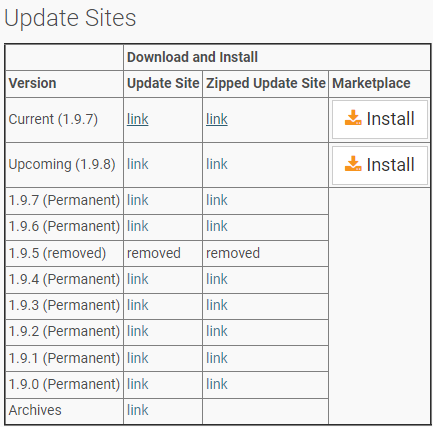 Update Sites
Download and Install
Version Update Site Zipped Update Site Marketplace
Current (1.9.7) link link Install
Upcoming (1.9.8) link link Install
1.9.7 (Permanent) link link
1.9.6 (Permanent) link link
1.9.5 (removed) removed removed
1.9.4 (Permanent) link link
1.9.3 (Permanent) link link
1.9.2 (Permanent) link link
1.9.1 (Permanent) link link
1.9.0 (Permanent) link link
Archives link